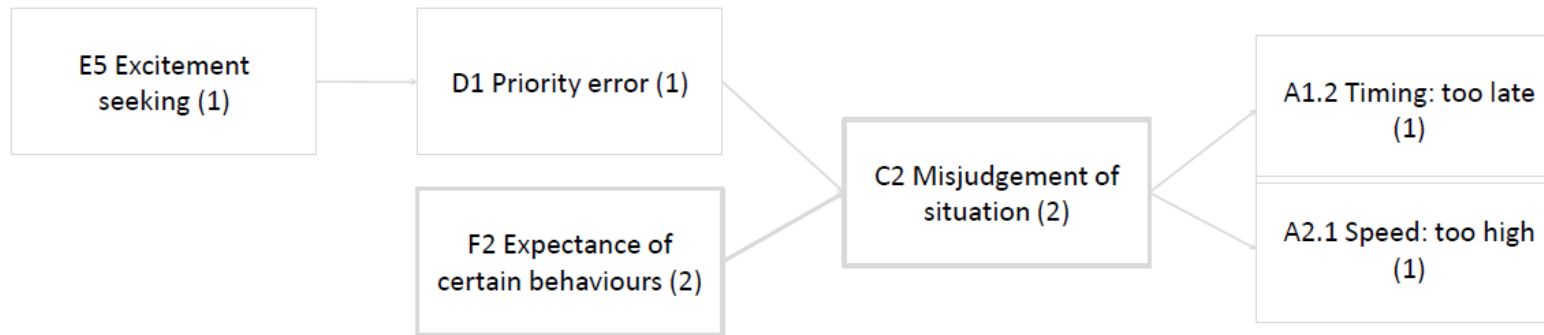 E5 Excitement
seeking (1)
D1 Priority error (1)
F2 Expectance of
certain behaviours (2)
C2 Misjudgement of
situation (2)
A1.2 Timing: too late
(1)
A2.1 Speed: too high
(1)